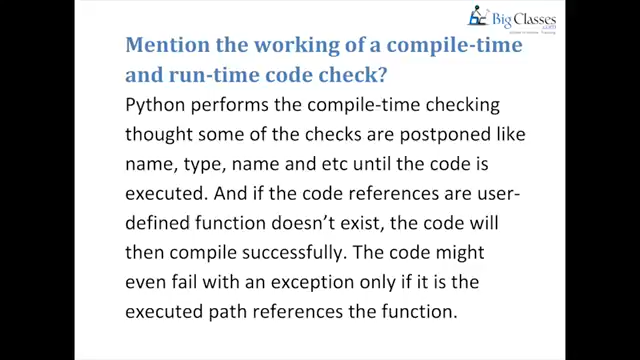 BigClasses
.com
Mention the working of a compile-time
and run-time code check?
Python performs the compile-time checking
thought some of the checks are postponed like
name, type, name and etc until the code is
executed. And if the code references are user-
defined function doesn’t exist, the code will
then compile successfully. The code might
even fail with an exception only if it is the
executed path references the function.